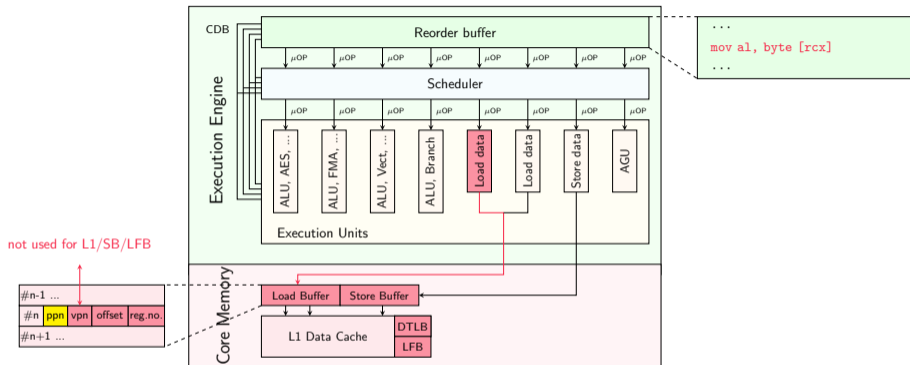 CDB
Reorder buffer
...
mov al, byte [rcx]
...
μOP μOP μOP μOP μOP μOP μOP μOP
Scheduler
Execution Engine
μOP μOP μOP μOP μOP μOP μOP μOP
ALU, AES, ...
ALU, FMA, ...
ALU, Vect, ...
ALU, Branch
Load data
Load data
Store data
AGU
Execution Units
not used for L1/SB/LFB
#n-1 ...
#n ppn vpn offset reg.no.
#n+1 ...
Core Memory
Load Buffer Store Buffer
L1 Data Cache
DTLB
LFB